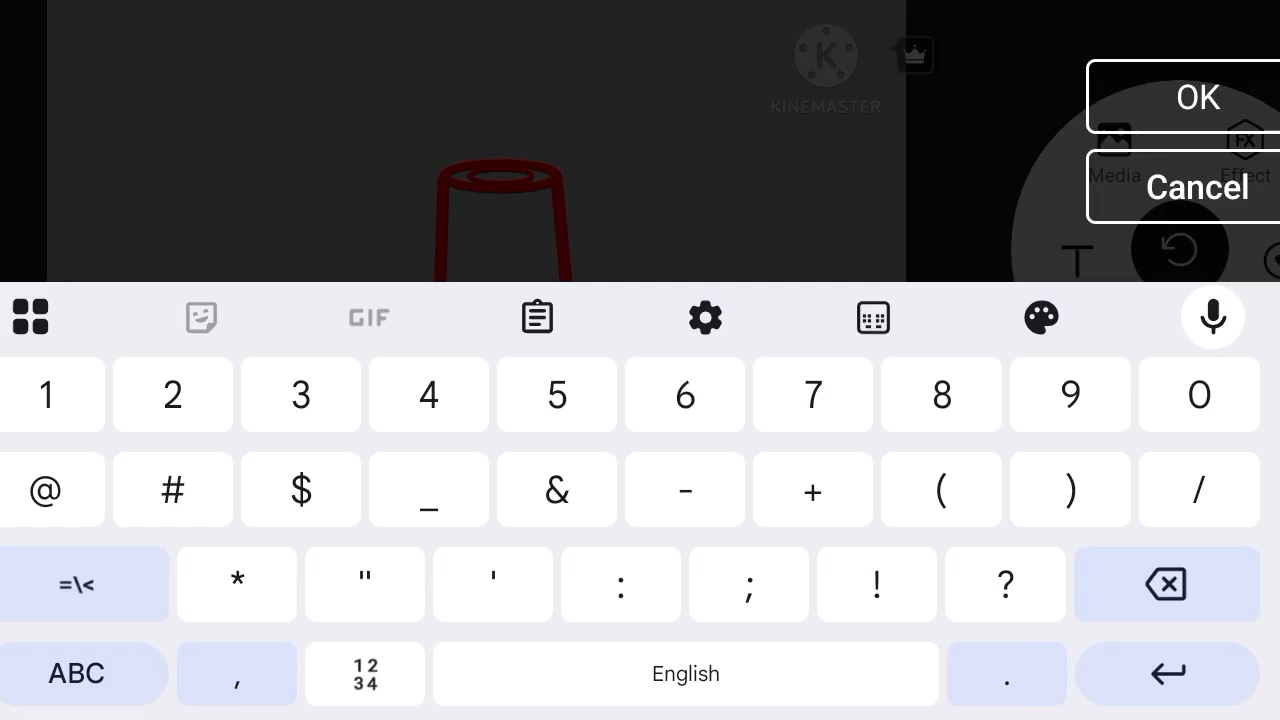 K
KINEMASTER
OK
FX
Media
Effect
Cancel
T
GIF
1 2 3 4 5 6 7 8 9 0
@ # $ _ & - + ( ) /
=\< * " ' : ; ! ?
ABC , 12 34 English .